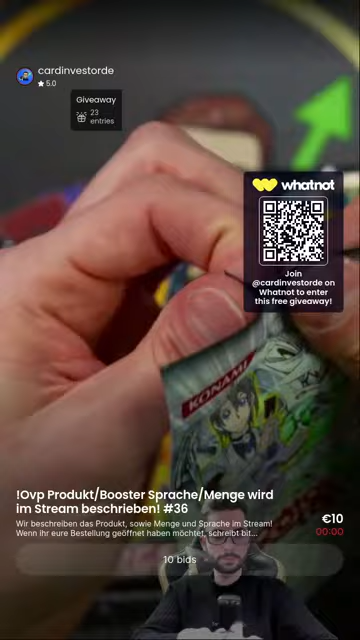 cardinvestorde
★ 5.0
Giveaway
23
entries
whatnot
Join
@cardinvestorde on
Whatnot to enter
this free giveaway!
KONAMI
!Ovp Produkt/Booster Sprache/Menge wird
im Stream beschrieben! #36
Wir beschreiben das Produkt, sowie Menge und Sprache im Stream!
Wenn ihr eure Bestellung geöffnet haben möchtet, schreibt bit...
€10
00:00
10 bids